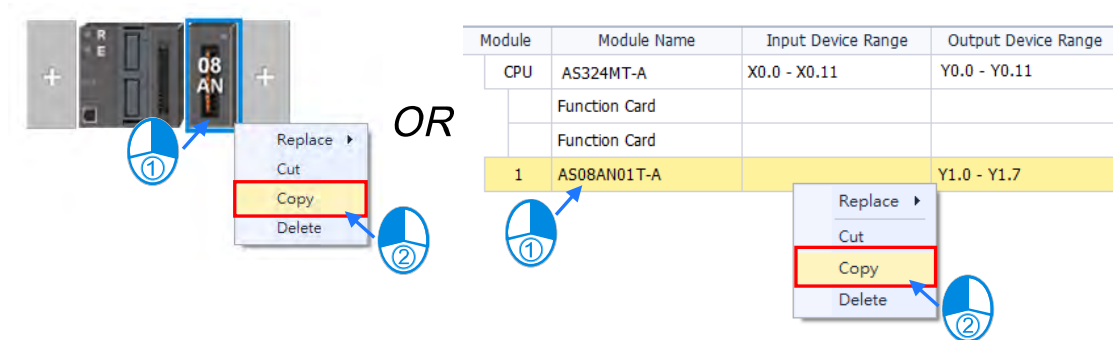 R
E
08
AN
①
Replace
Cut
Copy
Delete
②
OR
Module Module Name Input Device Range Output Device Range
CPU AS324MT-A X0.0 - X0.11 Y0.0 - Y0.11
Function Card
Function Card
1 AS08AN01T-A Y1.0 - Y1.7
①
Replace
Cut
Copy
Delete
②